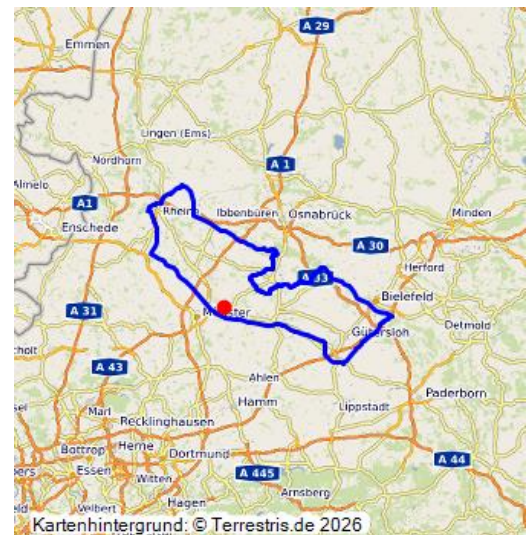 A 29
Emmen
Lingen (Ems)
Nordhorn
A 1
Almelo
A1
Rheine
Ibbenbüren
Osnabrück
Minden
Enschede
A 30
A 33
Herford
Bielefeld
A 31
Münster
Gütersloh
Detmold
A 43
Ahlen
Hamm
Lippstadt
Paderborn
Marl
Recklinghausen
Bottrop
Herne
Dortmund
A 44
Essen
Witten
A 445
Arnsberg
Hagen
Kartenhintergrund: © Terrestris.de 2026